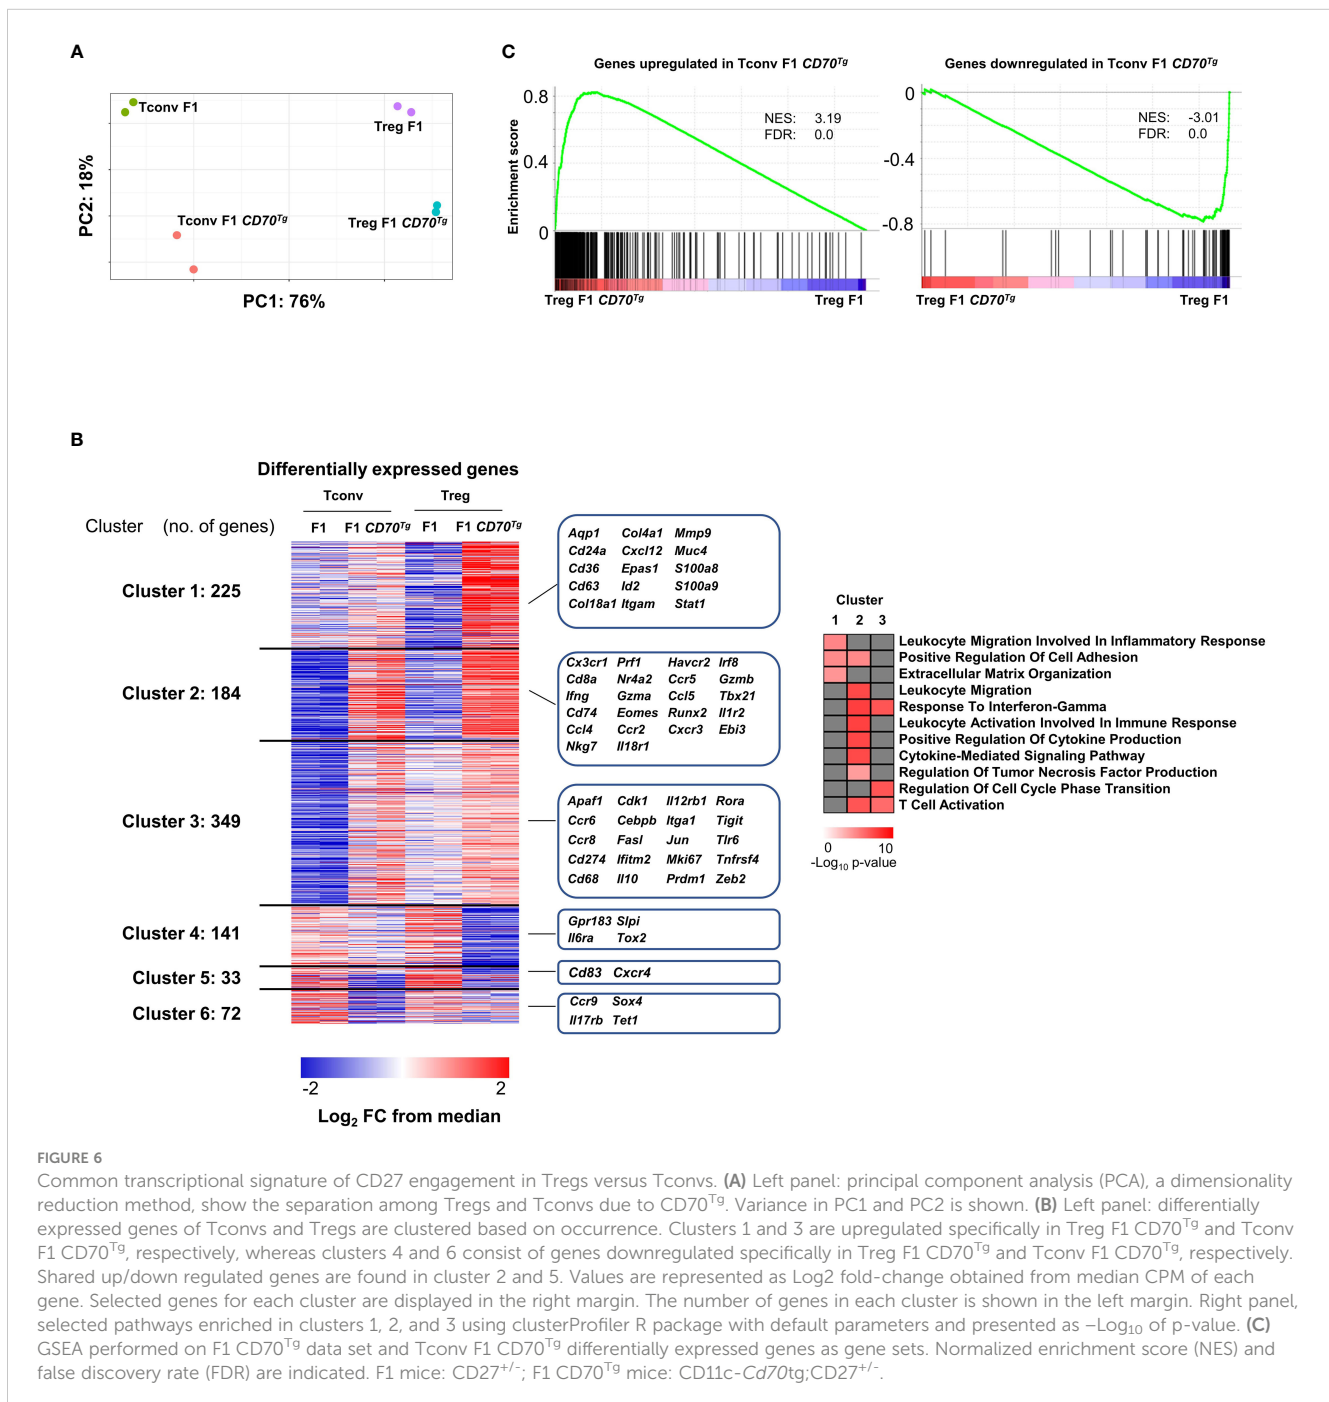 A
Tconv F1
Treg F1
Tconv F1 CD70Tg
Treg F1 CD70Tg
PC2: 18%
PC1: 76%
C
Genes upregulated in Tconv F1 CD70Tg
0.8
0.4
0
Enrichment score
NES: 3.19
FDR: 0.0
Treg F1 CD70Tg
Treg F1
Genes downregulated in Tconv F1 CD70Tg
0
-0.4
-0.8
NES: -3.01
FDR: 0.0
Treg F1 CD70Tg
Treg F1
B
Differentially expressed genes
Tconv Treg
Cluster (no. of genes)
F1 F1 CD70Tg F1 F1 CD70Tg
Cluster 1: 225
Cluster 2: 184
Cluster 3: 349
Cluster 4: 141
Cluster 5: 33
Cluster 6: 72
Aqp1 Col4a1 Mmp9
Cd24a Cxcl12 Muc4
Cd36 Epas1 S100a8
Cd63 Id2 S100a9
Col18a1 Itgam Stat1
Cx3cr1 Prf1 Havcr2 Irf8
Cd8a Nr4a2 Ccr5 Gzmb
Ifng Gzma Ccl5 Tbx21
Cd74 Eomes Runx2 Il1r2
Ccl4 Ccr2 Cxcr3 Ebi3
Nkg7 Il18r1
Apaf1 Cdk1 Il12rb1 Rora
Ccr6 Cebpb Itga1 Tigit
Ccr8 Fasl Jun Tlr6
Cd274 Ifitm2 Mki67 Tnfrsf4
Cd68 Il10 Prdm1 Zeb2
Gpr183 Slpi
Il6ra Tox2
Cd83 Cxcr4
Ccr9 Sox4
Il17rb Tet1
-2 2
Log2 FC from median
Cluster
1 2 3
Leukocyte Migration Involved In Inflammatory Response
Positive Regulation Of Cell Adhesion
Extracellular Matrix Organization
Leukocyte Migration
Response To Interferon-Gamma
Leukocyte Activation Involved In Immune Response
Positive Regulation Of Cytokine Production
Cytokine-Mediated Signaling Pathway
Regulation Of Tumor Necrosis Factor Production
Regulation Of Cell Cycle Phase Transition
T Cell Activation
0 10
-Log10 p-value
FIGURE 6
Common transcriptional signature of CD27 engagement in Tregs versus Tconvs. (A) Left panel: principal component analysis (PCA), a dimensionality
reduction method, show the separation among Tregs and Tconvs due to CD70Tg. Variance in PC1 and PC2 is shown. (B) Left panel: differentially
expressed genes of Tconvs and Tregs are clustered based on occurrence. Clusters 1 and 3 are upregulated specifically in Treg F1 CD70Tg and Tconv
F1 CD70Tg, respectively, whereas clusters 4 and 6 consist of genes downregulated specifically in Treg F1 CD70Tg and Tconv F1 CD70Tg, respectively.
Shared up/down regulated genes are found in cluster 2 and 5. Values are represented as Log2 fold-change obtained from median CPM of each
gene. Selected genes for each cluster are displayed in the right margin. The number of genes in each cluster is shown in the left margin. Right panel,
selected pathways enriched in clusters 1, 2, and 3 using clusterProfiler R package with default parameters and presented as –Log10 of p-value. (C)
GSEA performed on F1 CD70Tg data set and Tconv F1 CD70Tg differentially expressed genes as gene sets. Normalized enrichment score (NES) and
false discovery rate (FDR) are indicated. F1 mice: CD27+/-; F1 CD70Tg mice: CD11c-Cd70tg;CD27+/-.